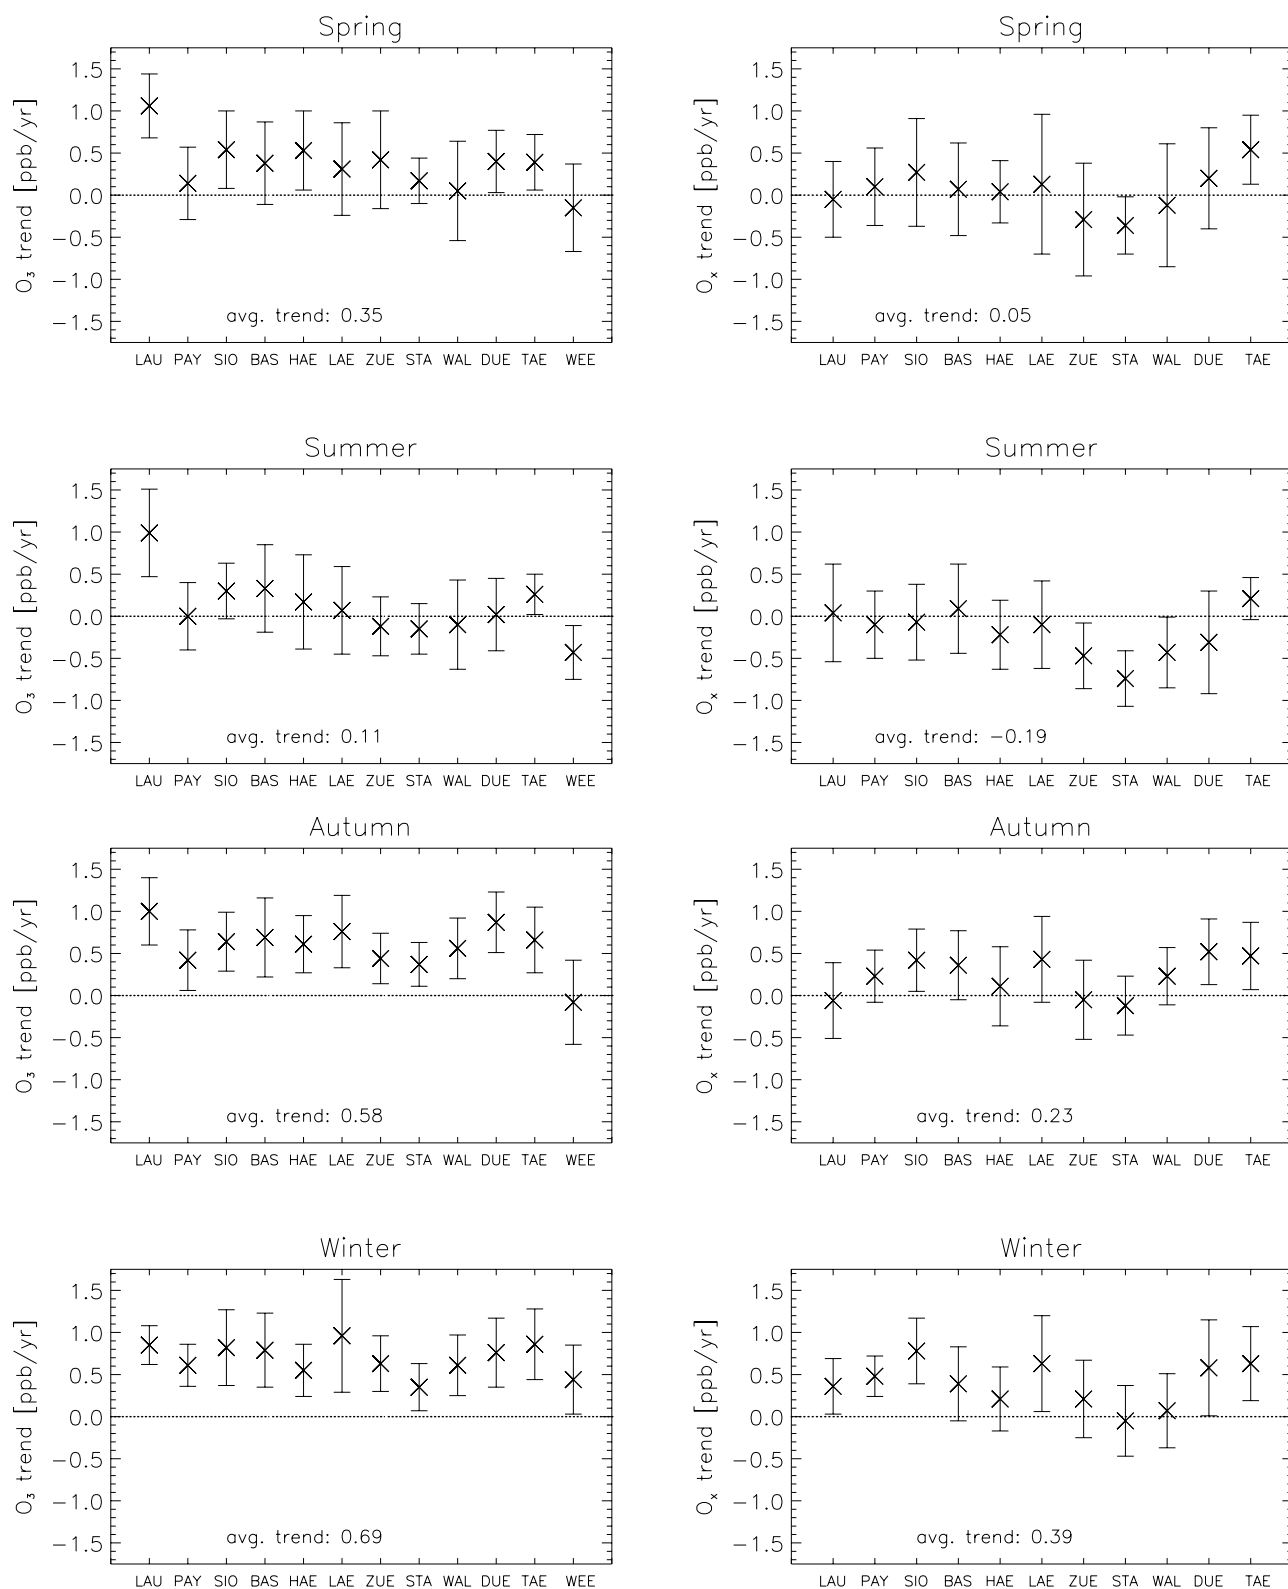 Spring
O₃ trend [ppb/yr]
1.5
1.0
0.5
0.0
−0.5
−1.0
−1.5
avg. trend: 0.35
LAU PAY SIO BAS HAE LAE ZUE STA WAL DUE TAE WEE
Spring
Oₓ trend [ppb/yr]
1.5
1.0
0.5
0.0
−0.5
−1.0
−1.5
avg. trend: 0.05
LAU PAY SIO BAS HAE LAE ZUE STA WAL DUE TAE
Summer
O₃ trend [ppb/yr]
1.5
1.0
0.5
0.0
−0.5
−1.0
−1.5
avg. trend: 0.11
LAU PAY SIO BAS HAE LAE ZUE STA WAL DUE TAE WEE
Summer
Oₓ trend [ppb/yr]
1.5
1.0
0.5
0.0
−0.5
−1.0
−1.5
avg. trend: −0.19
LAU PAY SIO BAS HAE LAE ZUE STA WAL DUE TAE
Autumn
O₃ trend [ppb/yr]
1.5
1.0
0.5
0.0
−0.5
−1.0
−1.5
avg. trend: 0.58
LAU PAY SIO BAS HAE LAE ZUE STA WAL DUE TAE WEE
Autumn
Oₓ trend [ppb/yr]
1.5
1.0
0.5
0.0
−0.5
−1.0
−1.5
avg. trend: 0.23
LAU PAY SIO BAS HAE LAE ZUE STA WAL DUE TAE
Winter
O₃ trend [ppb/yr]
1.5
1.0
0.5
0.0
−0.5
−1.0
−1.5
avg. trend: 0.69
LAU PAY SIO BAS HAE LAE ZUE STA WAL DUE TAE WEE
Winter
Oₓ trend [ppb/yr]
1.5
1.0
0.5
0.0
−0.5
−1.0
−1.5
avg. trend: 0.39
LAU PAY SIO BAS HAE LAE ZUE STA WAL DUE TAE